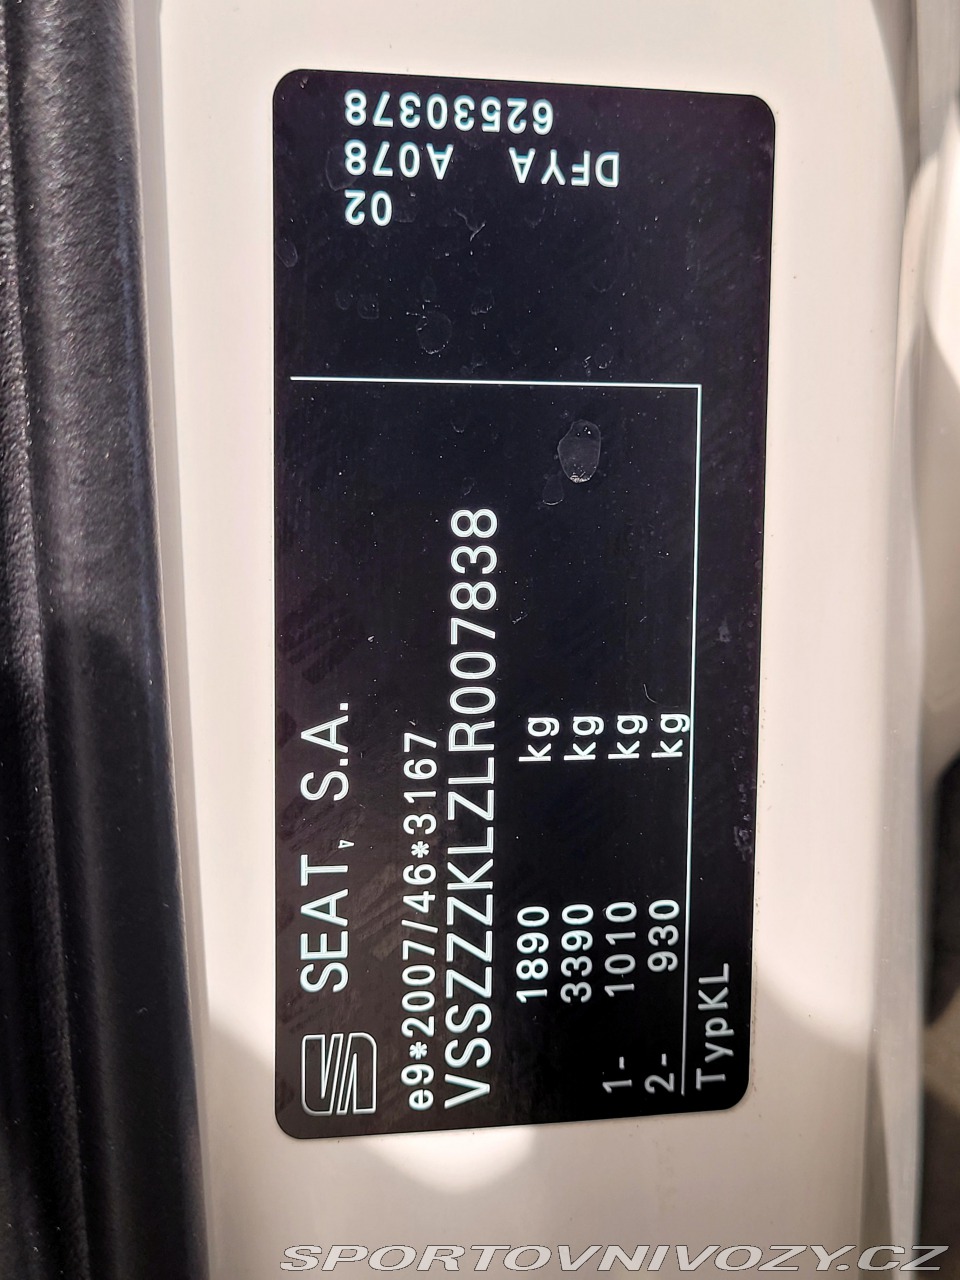 SEAT, S.A.
e9*2007/46*3167
VSSZZZKLZLR007838
1890 kg
3390 kg
1- 1010 kg
2- 930 kg
TypKL
62530378
DFYA A078
02
SPORTOVNIVOZY.CZ